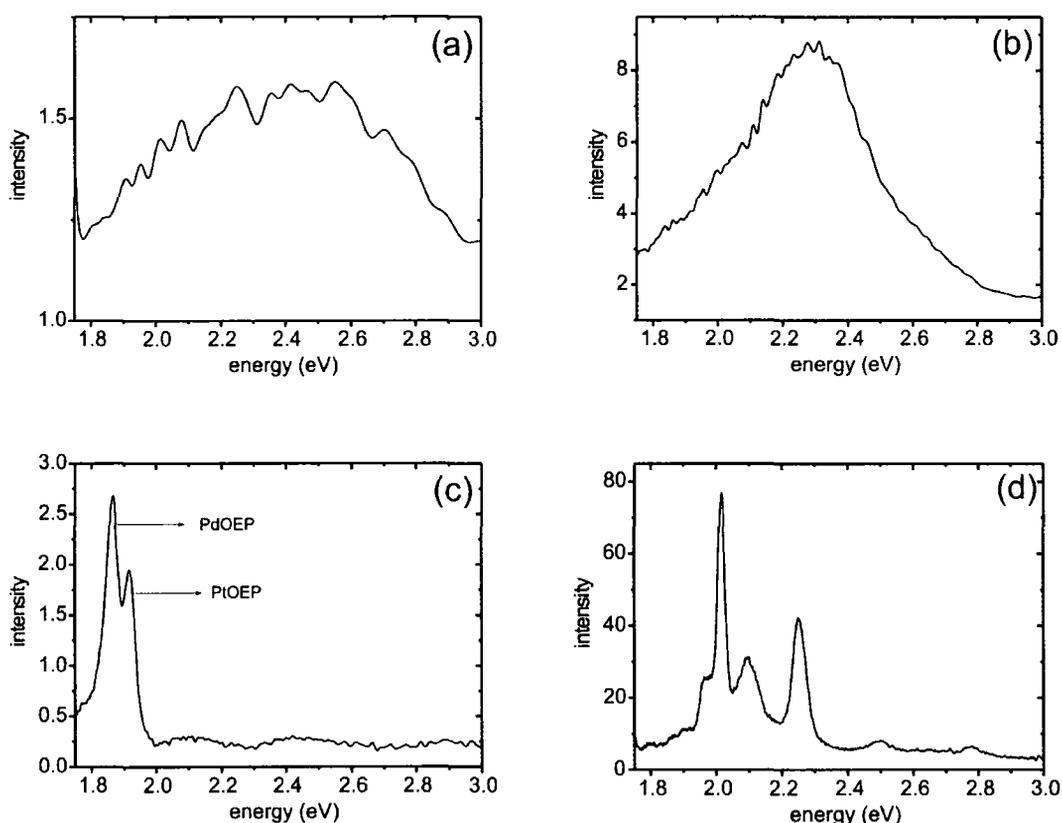 (a)
intensity
1.5
1.0
1.8 2.0 2.2 2.4 2.6 2.8 3.0
energy (eV)
(b)
intensity
8
6
4
2
1.8 2.0 2.2 2.4 2.6 2.8 3.0
energy (eV)
(c)
intensity
3.0
2.5
2.0
1.5
1.0
0.5
0.0
PdOEP
PtOEP
1.8 2.0 2.2 2.4 2.6 2.8 3.0
energy (eV)
(d)
intensity
80
60
40
20
0
1.8 2.0 2.2 2.4 2.6 2.8 3.0
energy (eV)